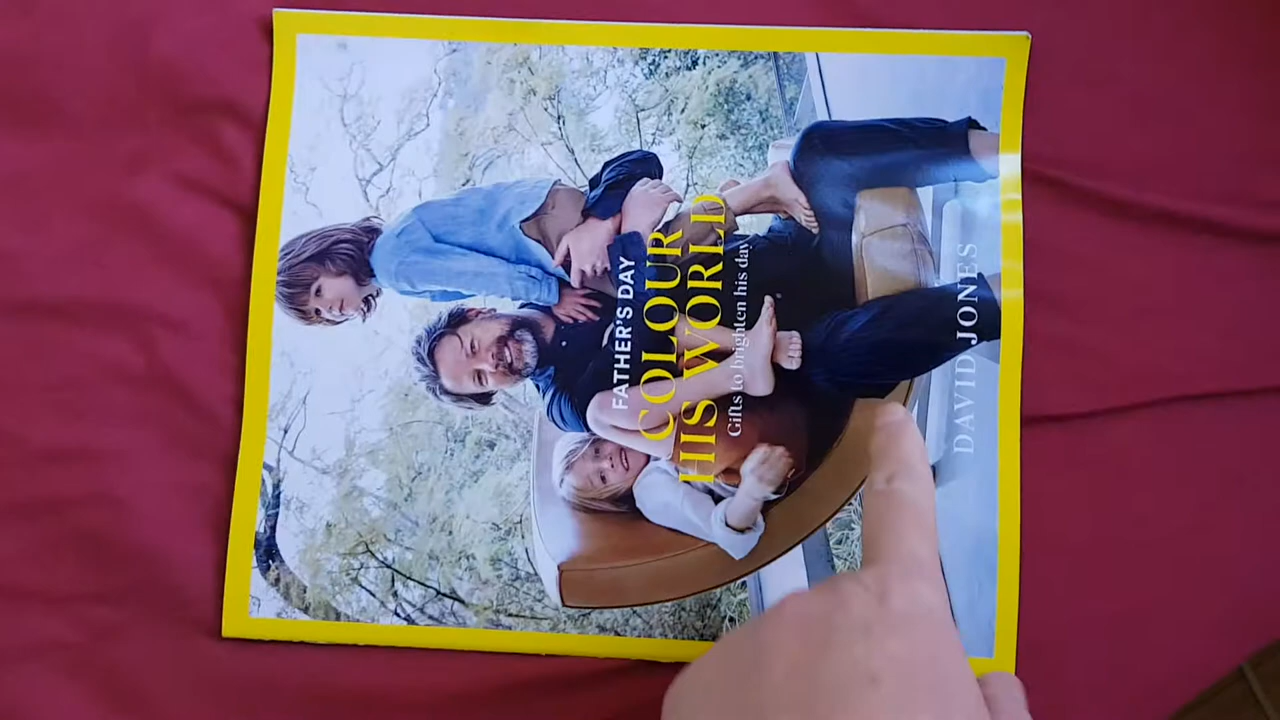 FATHER'S DAY
COLOUR
HIS WORLD
Gifts to brighten his day
DAVID JONES